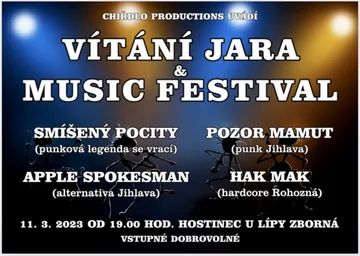 CHIŘDLO PRODUCTIONS UVÁDÍ
VÍTÁNÍ JARA
&
MUSIC FESTIVAL
SMÍŠENÝ POCITY
(punková legenda se vrací)
POZOR MAMUT
(punk Jihlava)
APPLE SPOKESMAN
(alternativa Jihlava)
HAK MAK
(hardcore Rohozná)
11. 3. 2023 OD 19.00 HOD. HOSTINEC U LÍPY ZBORNÁ
VSTUPNÉ DOBROVOLNÉ